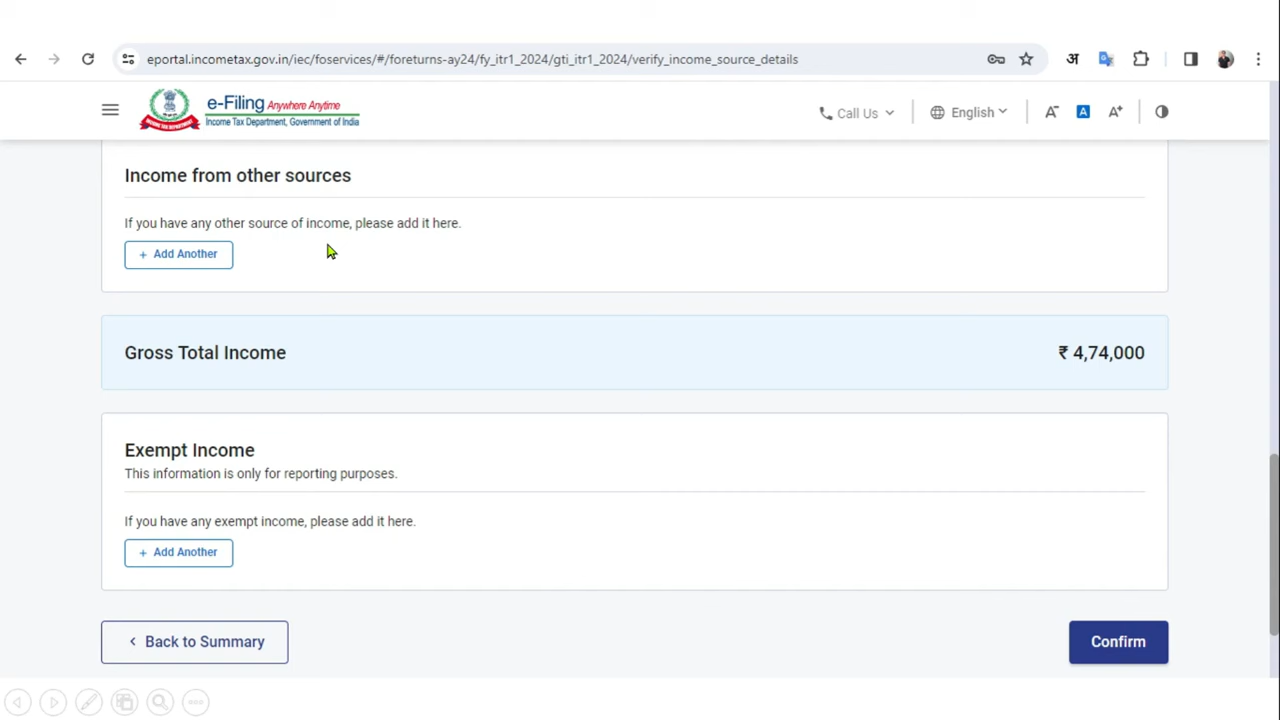 eportal.incometax.gov.in/iec/foservices/#/foreturns-ay24/fy_itr1_2024/gti_itr1_2024/verify_income_source_details
अ
e-Filing Anywhere Anytime
Income Tax Department, Government of India
Call Us
English
A-
A
A+
Income from other sources
If you have any other source of income, please add it here.
+ Add Another
Gross Total Income
₹ 4,74,000
Exempt Income
This information is only for reporting purposes.
If you have any exempt income, please add it here.
+ Add Another
< Back to Summary
Confirm